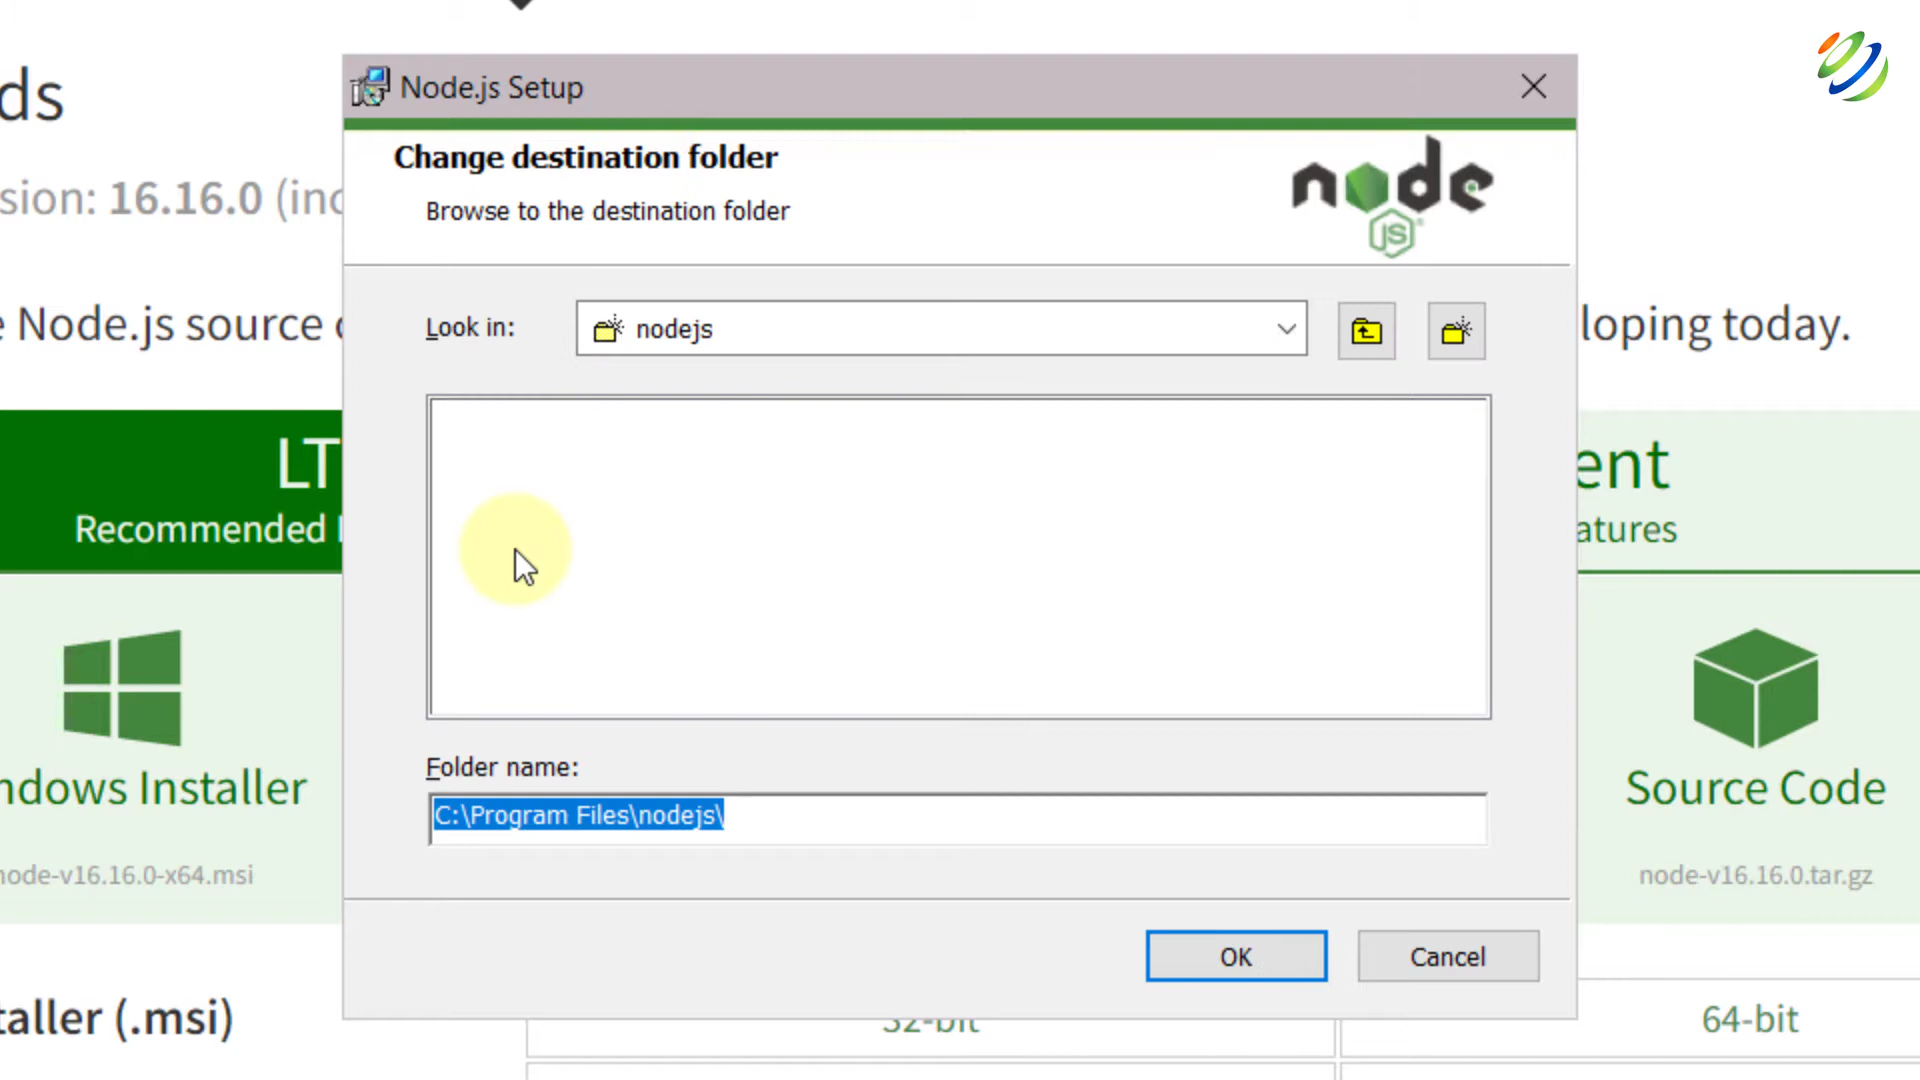 ds
Node.js Setup
Change destination folder
node
JS
sion: 16.16.0 (inc
Browse to the destination folder
e Node.js source
Look in:
nodejs
loping today.
LT
ent
Recommended
atures
ndows Installer
Source Code
Folder name:
C:\Program Files\nodejs\
node-v16.16.0-x64.msi
node-v16.16.0.tar.gz
OK
Cancel
taller (.msi)
32-bit
64-bit